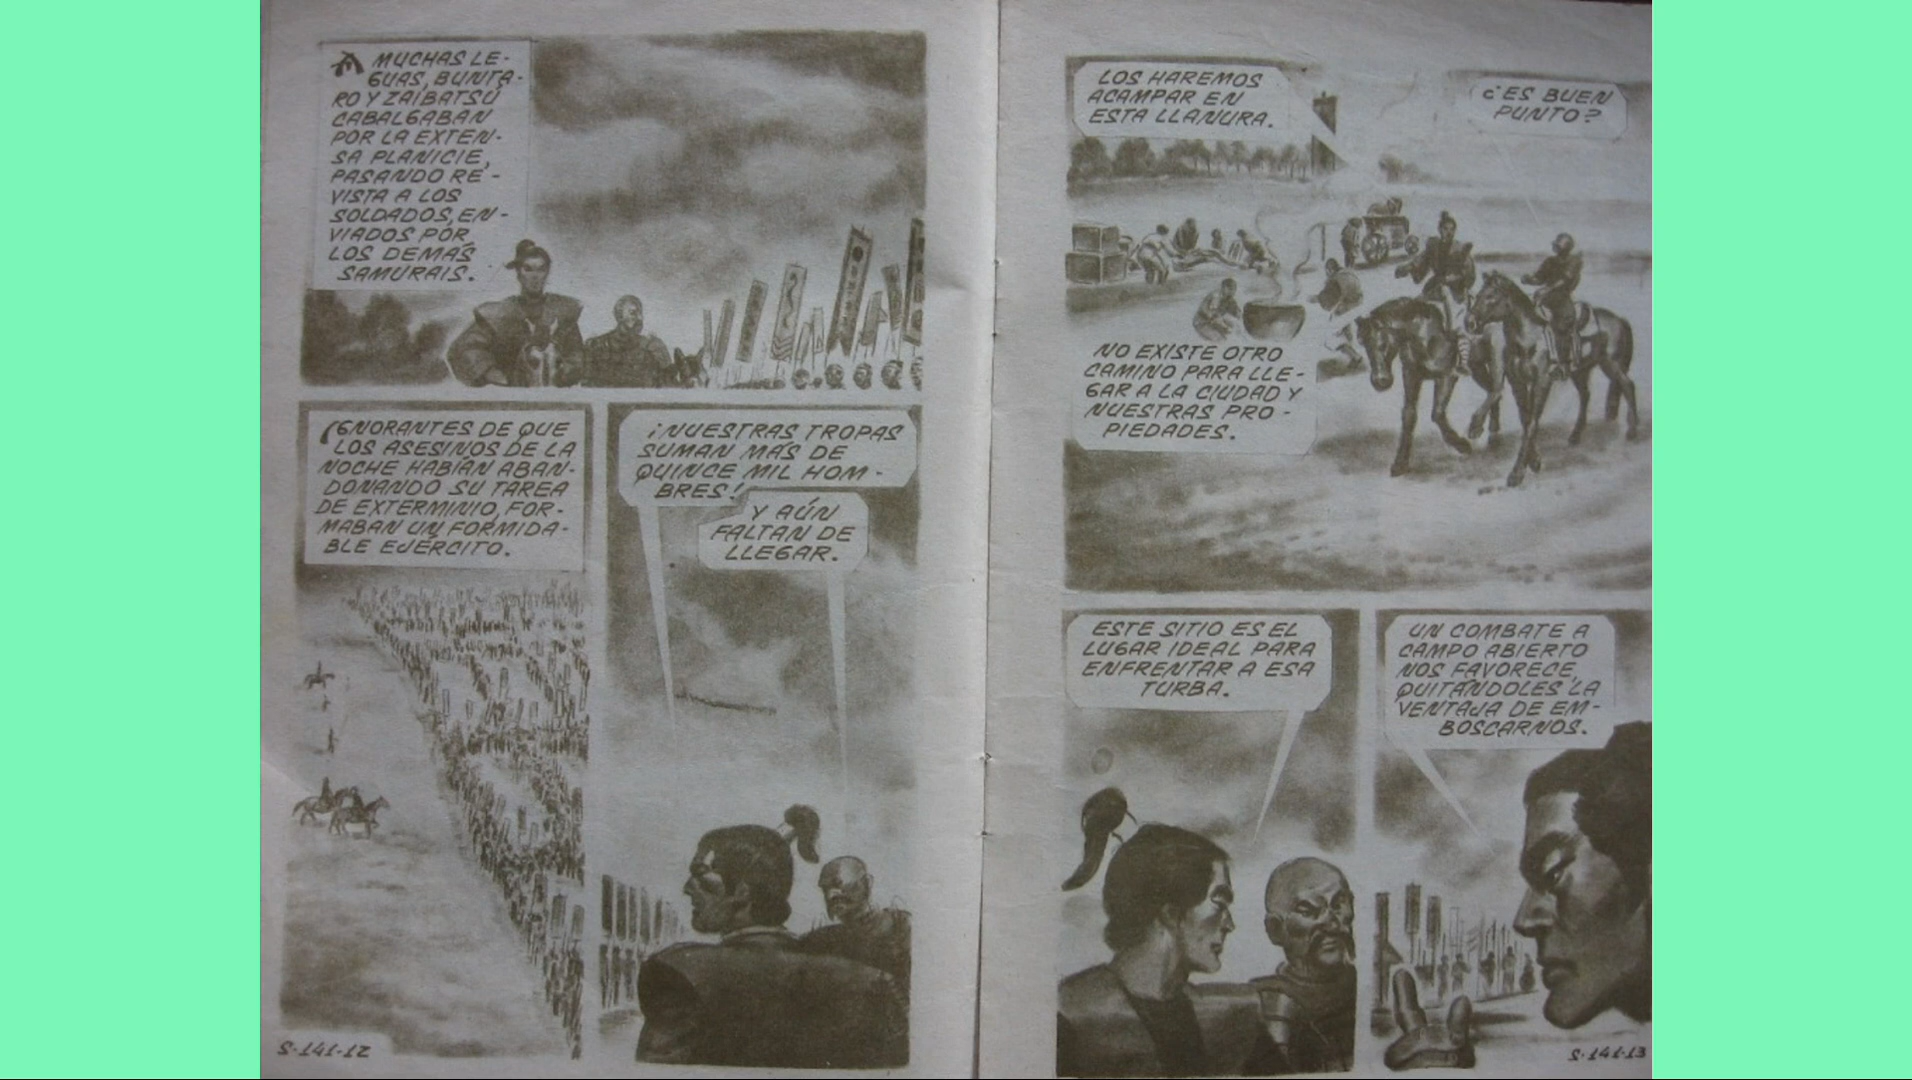 A MUCHAS LE-
GUAS, BUNTA-
RO Y ZAIBATSÚ
CABALGABAN
POR LA EXTEN-
SA PLANICIE,
PASANDO RE-
VISTA A LOS
SOLDADOS, EN-
VIADOS POR
LOS DEMÁS
SAMURAIS.
IGNORANTES DE QUE
LOS ASESINOS DE LA
NOCHE HABÍAN ABAN-
DONANDO SU TAREA
DE EXTERMINIO, FOR-
MABAN UN FORMIDA-
BLE EJÉRCITO.
¡NUESTRAS TROPAS
SUMAN MÁS DE
QUINCE MIL HOM-
BRES!
Y AÚN
FALTAN DE
LLEGAR.
S-141-12
LOS HAREMOS
ACAMPAR EN
ESTA LLANURA.
¿ES BUEN
PUNTO?
NO EXISTE OTRO
CAMINO PARA LLE-
GAR A LA CIUDAD Y
NUESTRAS PRO-
PIEDADES.
ESTE SITIO ES EL
LUGAR IDEAL PARA
ENFRENTAR A ESA
TURBA.
UN COMBATE A
CAMPO ABIERTO
NOS FAVORECE,
QUITÁNDOLES LA
VENTAJA DE EM-
BOSCARNOS.
S-141-13